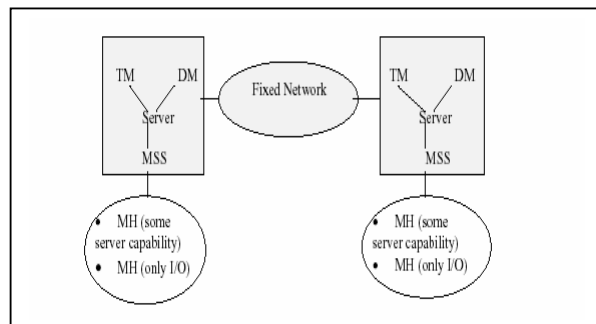 TM DM
Server
MSS
Fixed Network
TM DM
Server
MSS
• MH (some
server capability)
• MH (only I/O)
• MH (some
server capability)
• MH (only I/O)